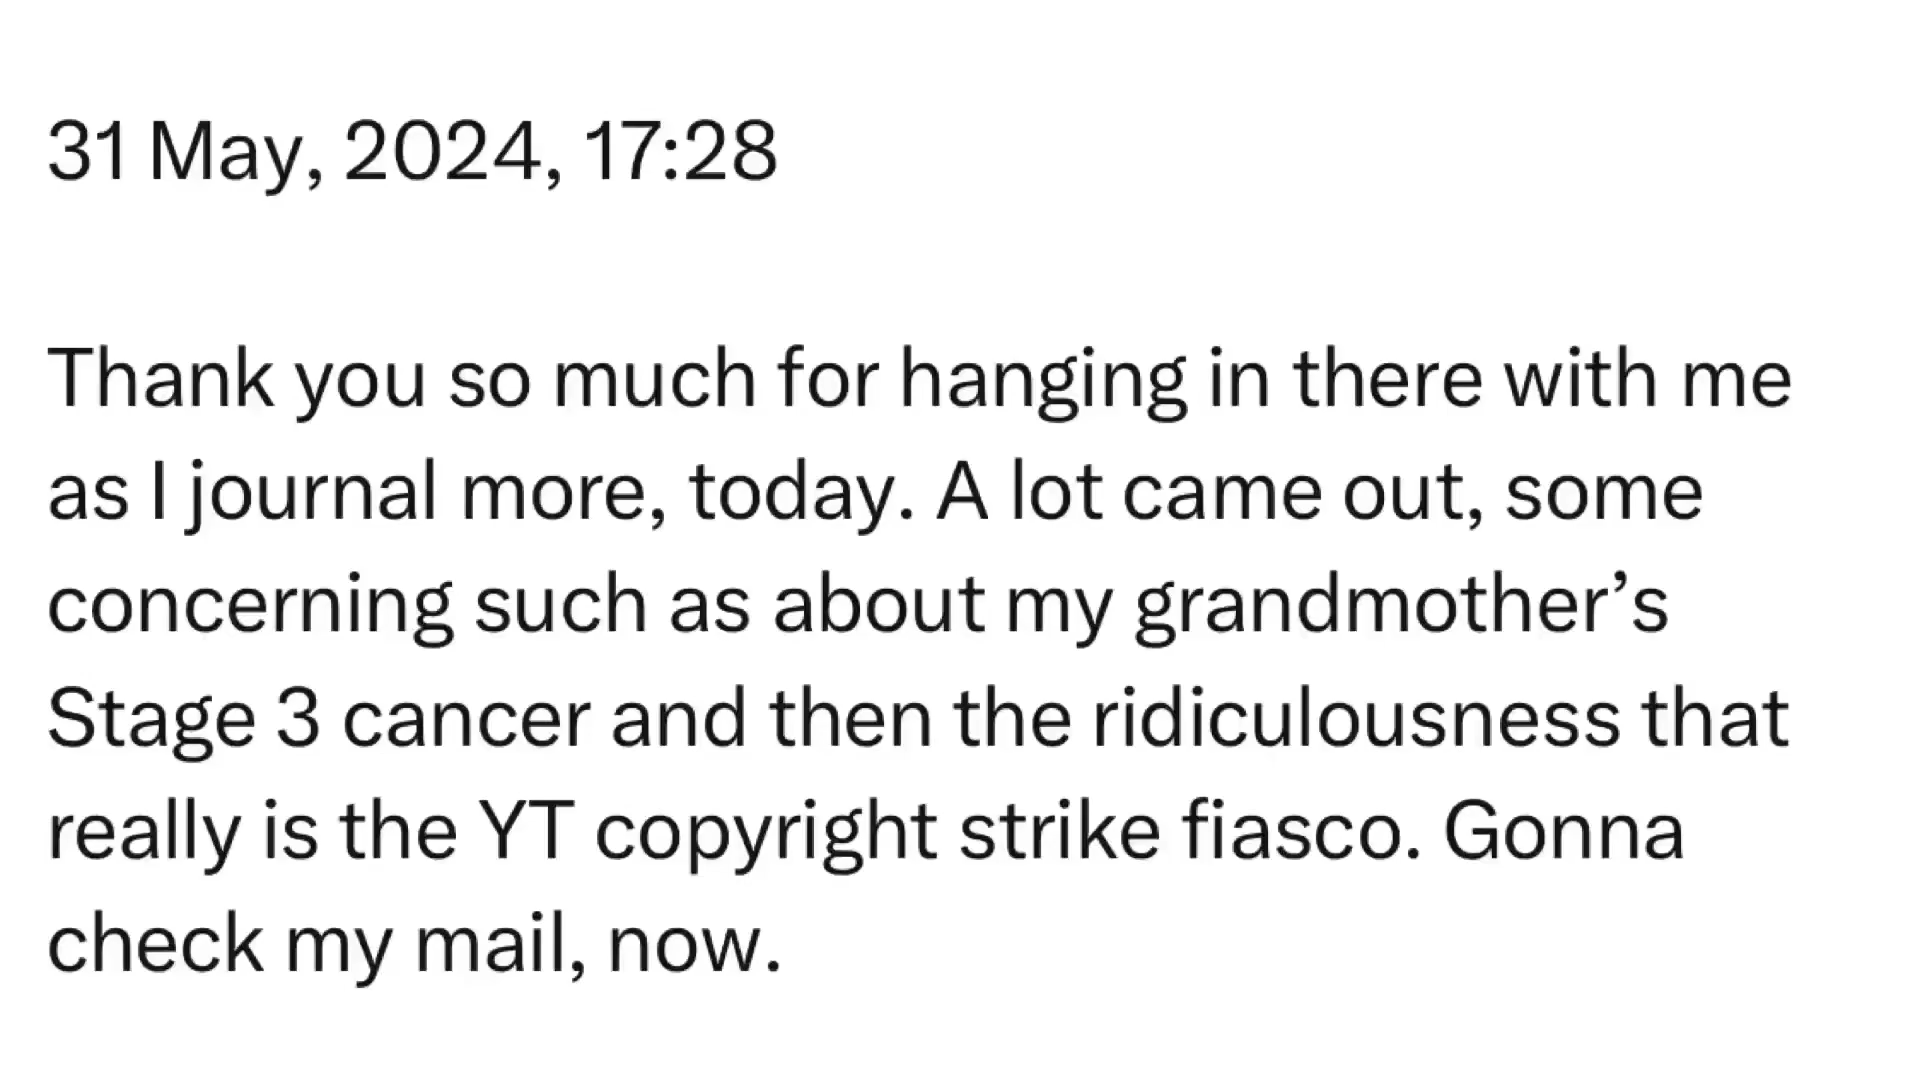 31 May, 2024, 17:28
Thank you so much for hanging in there with me
as I journal more, today. A lot came out, some
concerning such as about my grandmother’s
Stage 3 cancer and then the ridiculousness that
really is the YT copyright strike fiasco. Gonna
check my mail, now.